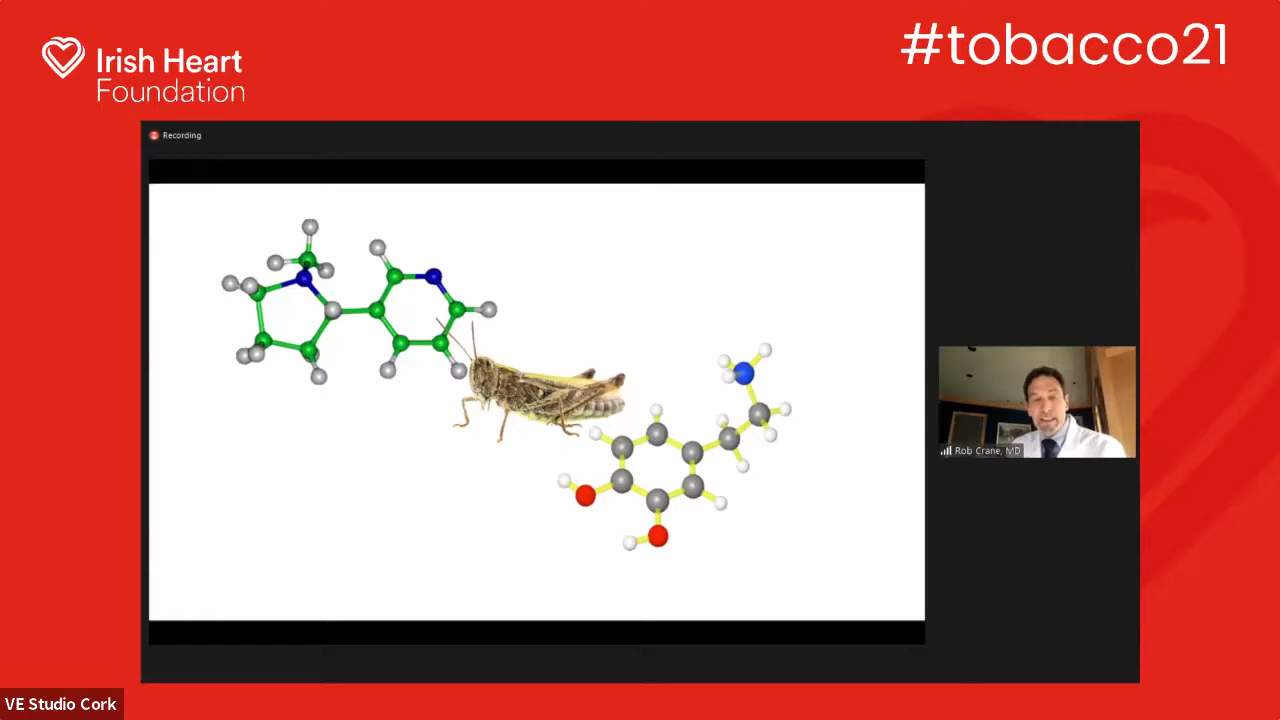 Irish Heart
Foundation
#tobacco21
Recording
Rob Crane, MD
VE Studio Cork